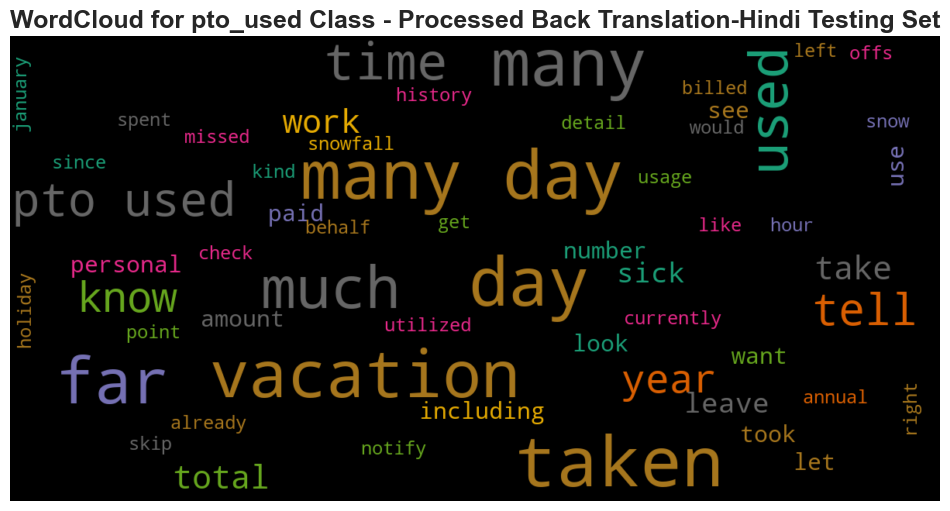 WordCloud for pto_used Class - Processed Back Translation-Hindi Testing Set
january
time
many
used
left
offs
history
billed
see
spent
work
detail
would
snow
missed
snowfall
since
kind
many day
usage
use
pto used
paid
behalf
get
like
hour
check
number
personal
sick
take
know
much
day
tell
holiday
amount
utilized
currently
point
look
want
far
vacation
year
leave
annual
right
including
already
took
skip
notify
taken
let
total